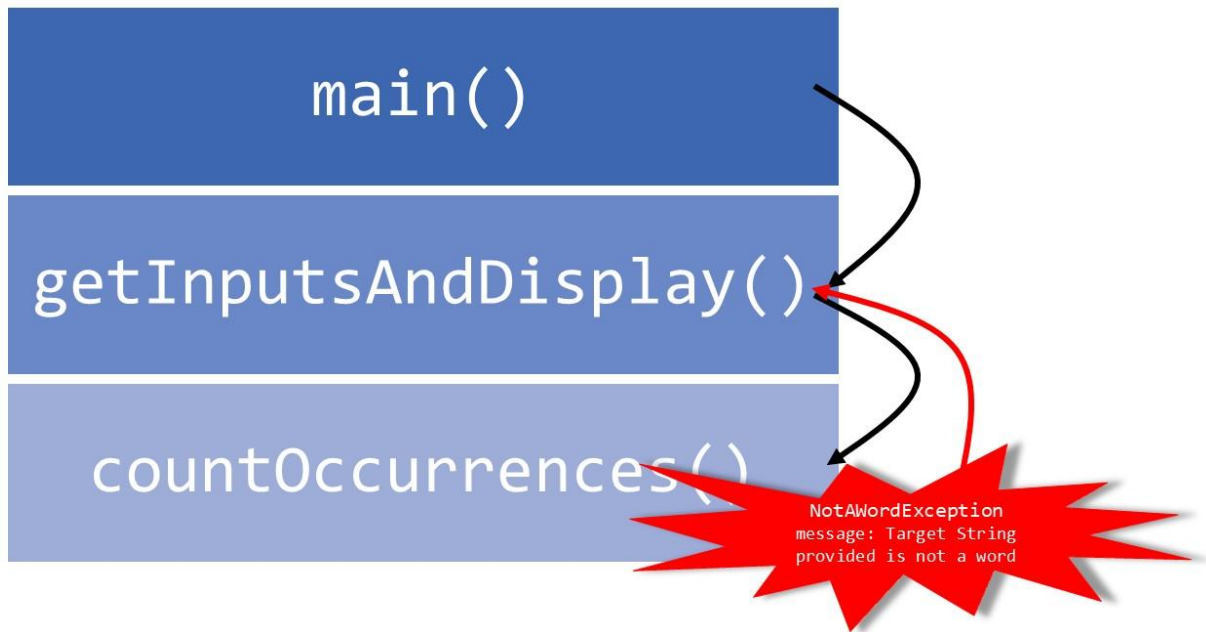 main()
getInputsAndDisplay()
countOccurrences()
NotAWordException
message: Target String
provided is not a word